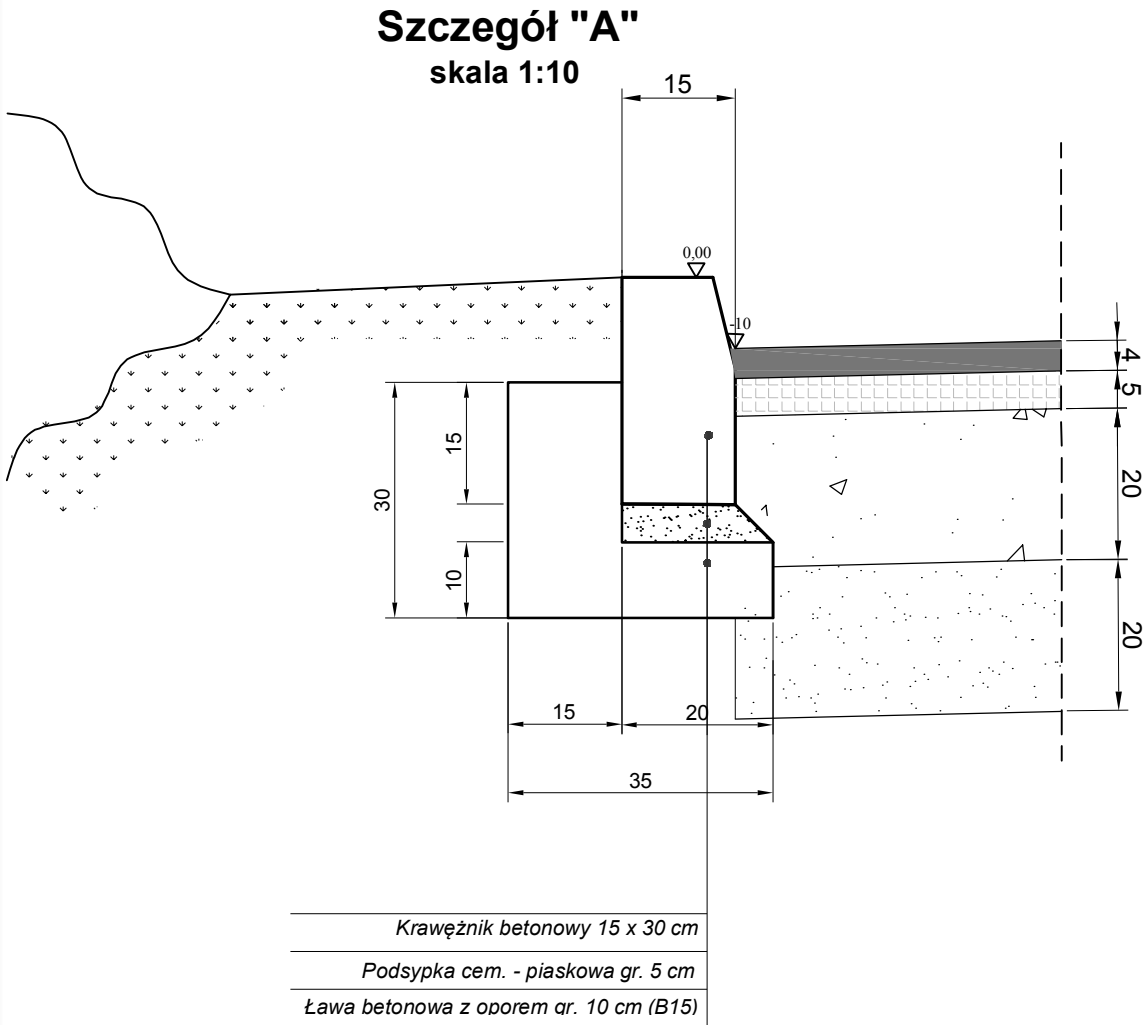 Szczegół "A"
skala 1:10
15
0,00
-10
4
5
20
20
30
15
10
15
20
35
Krawężnik betonowy 15 x 30 cm
Podsypka cem. - piaskowa gr. 5 cm
Ława betonowa z oporem gr. 10 cm (B15)